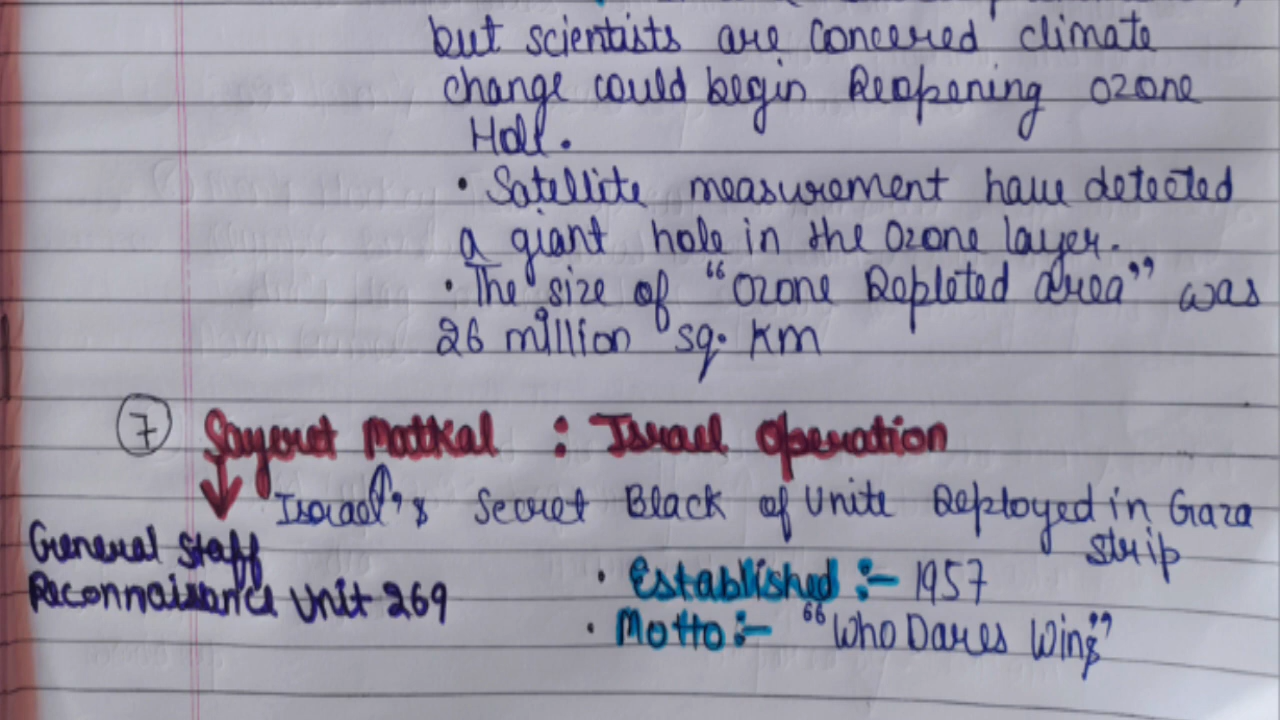 but scientists are concered climate
change could begin Reopening ozone
Holl.
• Satellite measurement have detected
a giant hole in the Ozone layer.
• The size of “Ozone Depleted area” was
26 million sq. Km
7 Sayeret Matkal : Israel Operation
Israel's Secret Black of Unite Deployed in Gaza
strip
General Staff
Reconnaissance Unit 269
• Established :- 1957
• Motto :- “Who Dares Wins”